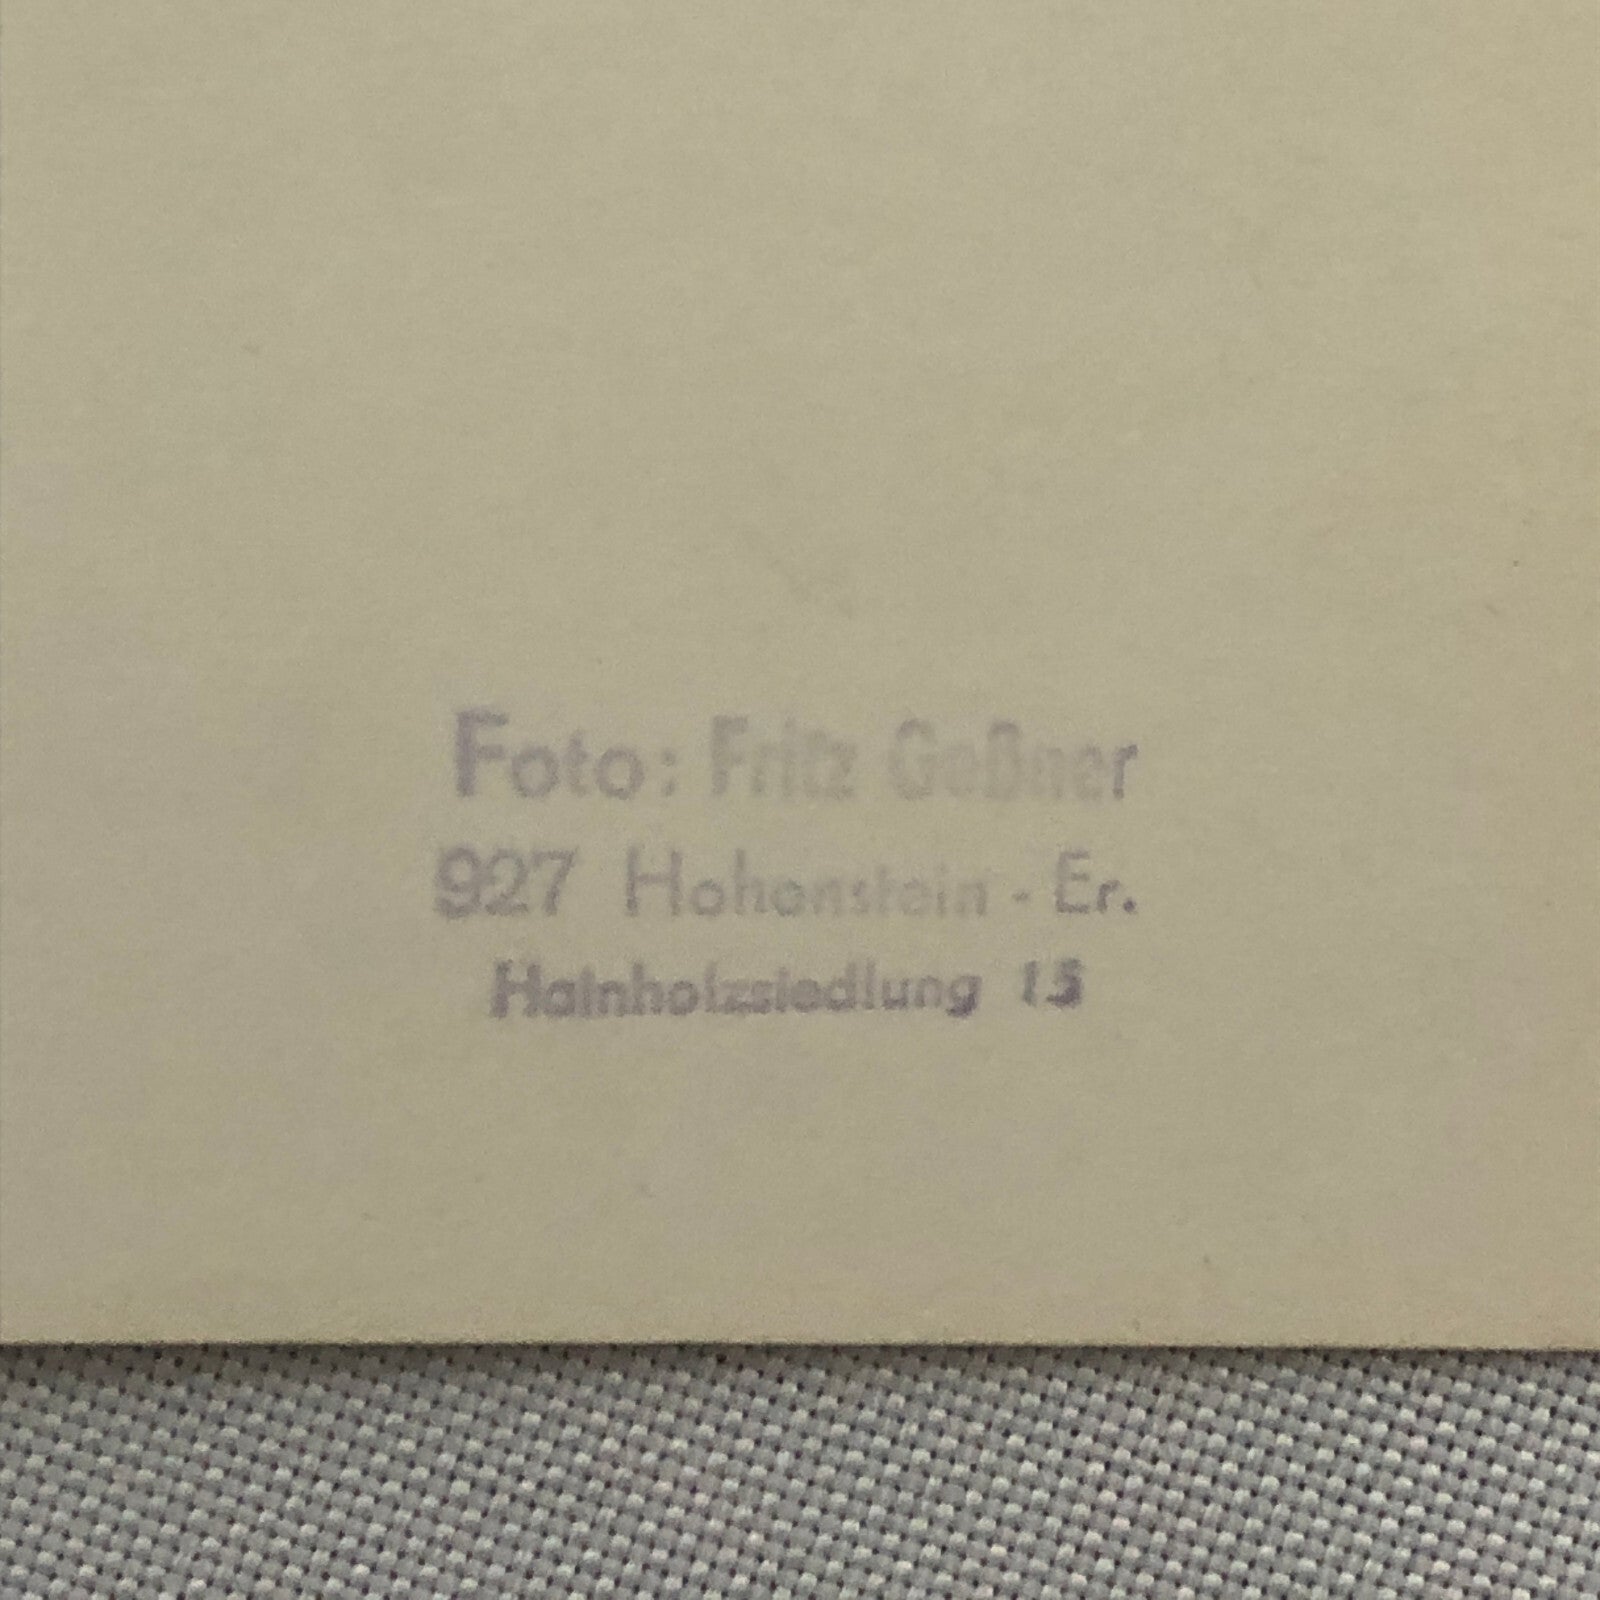 Foto: Fritz Geßner
927 Hohenstein - Er.
Hainholzsiedlung 15